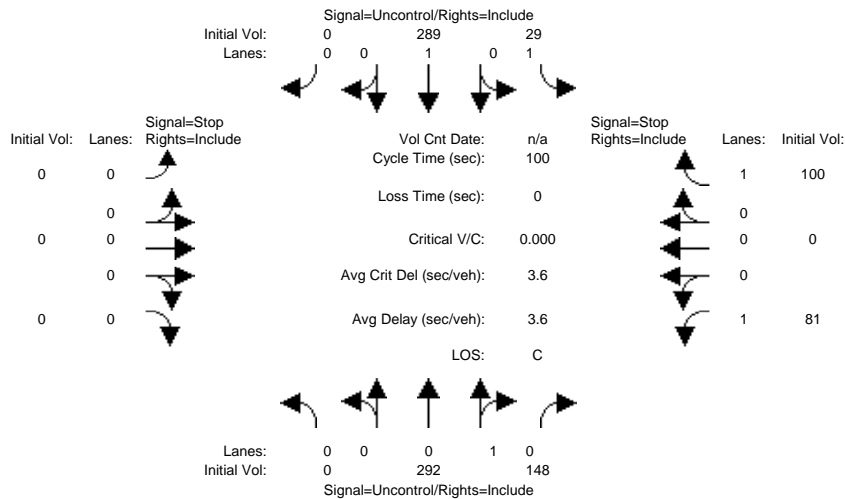 Signal=Uncontrol/Rights=Include
Initial Vol: 0 289 29
Lanes: 0 0 1 0 1
Signal=Stop
Initial Vol: Lanes: Rights=Include
Vol Cnt Date: n/a
Signal=Stop
Rights=Include Lanes: Initial Vol:
Cycle Time (sec): 100
0 0
1 100
Loss Time (sec): 0
0
0
0 0
Critical V/C: 0.000
0 0
0
Avg Crit Del (sec/veh): 3.6
0
0 0
Avg Delay (sec/veh): 3.6
1 81
LOS: C
Lanes: 0 0 0 1 0
Initial Vol: 0 292 148
Signal=Uncontrol/Rights=Include